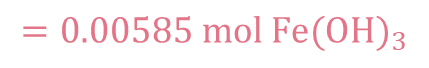 = 0.00585 mol Fe(OH)₃